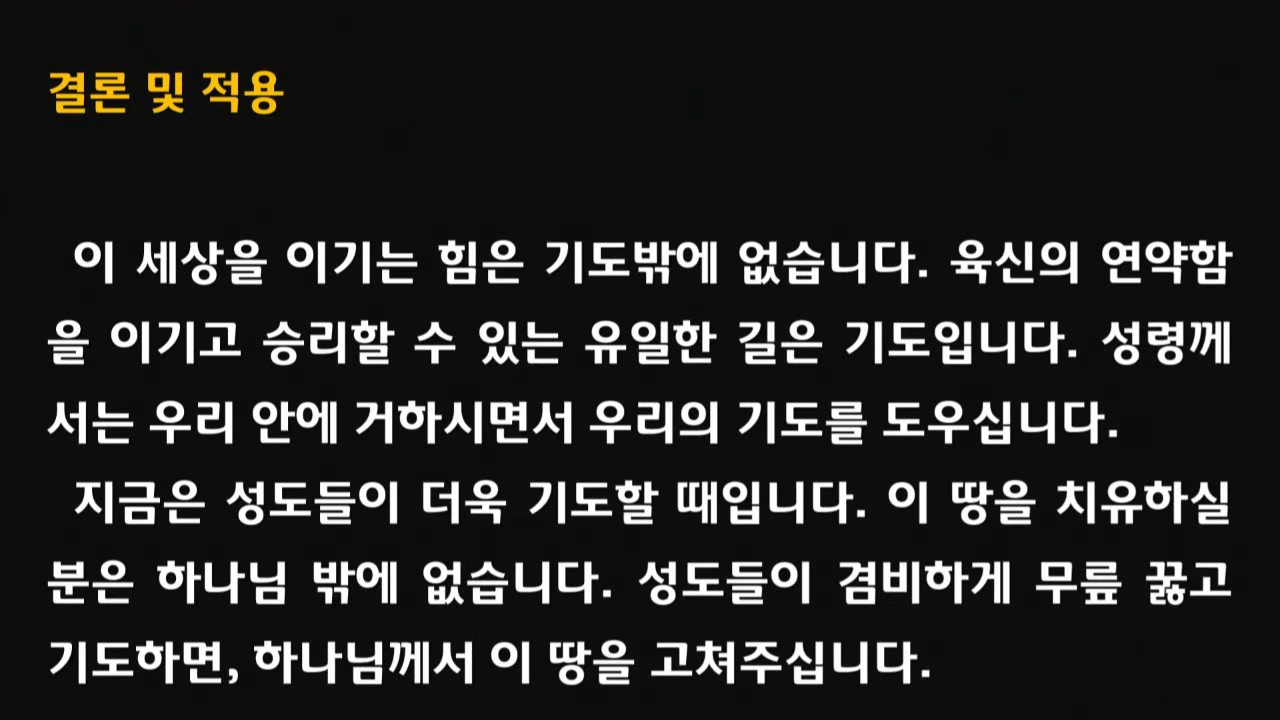 결론 및 적용
이 세상을 이기는 힘은 기도밖에 없습니다. 육신의 연약함
을 이기고 승리할 수 있는 유일한 길은 기도입니다. 성령께
서는 우리 안에 거하시면서 우리의 기도를 도우십니다.
지금은 성도들이 더욱 기도할 때입니다. 이 땅을 치유하실
분은 하나님 밖에 없습니다. 성도들이 겸비하게 무릎 꿇고
기도하면, 하나님께서 이 땅을 고쳐주십니다.